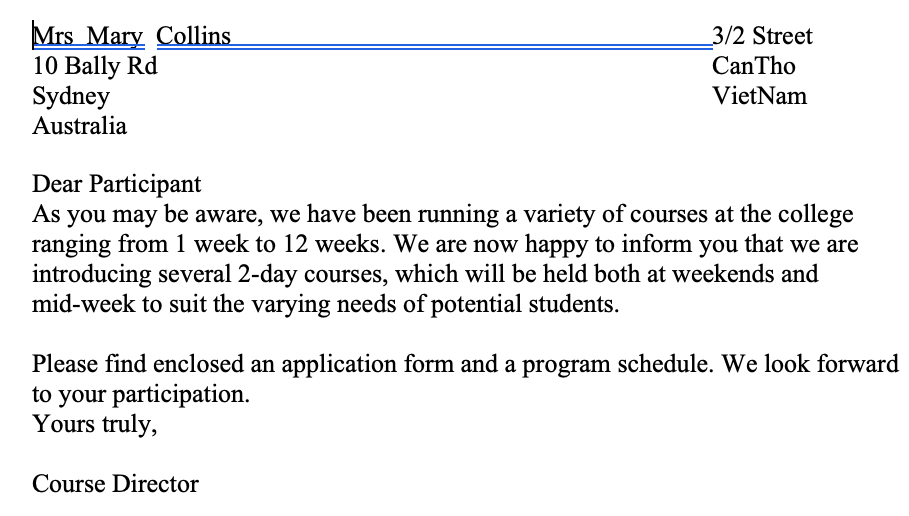 Mrs Mary Collins 3/2 Street
10 Bally Rd CanTho
Sydney VietNam
Australia
Dear Participant
As you may be aware, we have been running a variety of courses at the college
ranging from 1 week to 12 weeks. We are now happy to inform you that we are
introducing several 2-day courses, which will be held both at weekends and
mid-week to suit the varying needs of potential students.
Please find enclosed an application form and a program schedule. We look forward
to your participation.
Yours truly,
Course Director